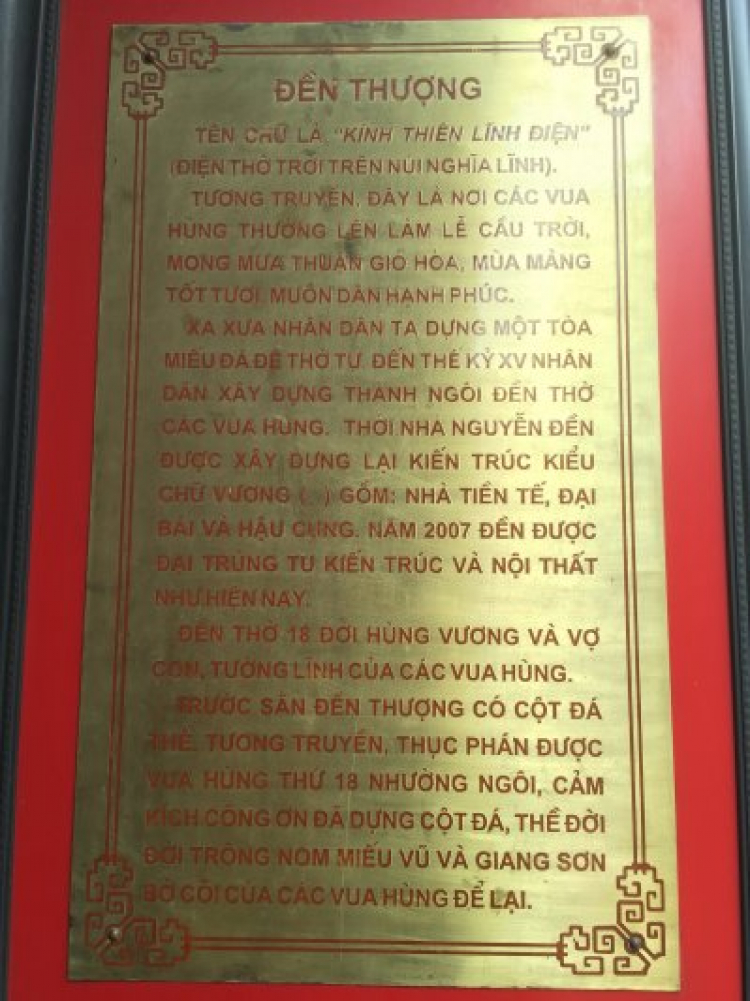 ĐỀN THƯỢNG
TÊN CHỮ LÀ "KÍNH THIÊN LĨNH ĐIỆN"
(ĐIỆN THỜ TRỜI TRÊN NÚI NGHĨA LĨNH).
TƯƠNG TRUYỀN, ĐÂY LÀ NƠI CÁC VUA
HÙNG THƯỜNG LÊN LÀM LỄ CẦU TRỜI,
MONG MƯA THUẬN GIÓ HÒA, MÙA MÀNG
TỐT TƯƠI, MUÔN DÂN HẠNH PHÚC.
XA XƯA NHÂN DÂN TA DỰNG MỘT TÒA
MIẾU ĐÁ ĐỂ THỜ TỰ. ĐẾN THẾ KỶ XV NHÂN
DÂN XÂY DỰNG THÀNH NGÔI ĐỀN THỜ
CÁC VUA HÙNG. THỜI NHÀ NGUYỄN ĐỀN
ĐƯỢC XÂY DỰNG LẠI KIẾN TRÚC KIỂU
CHỮ VƯƠNG ( ) GỒM: NHÀ TIỀN TẾ, ĐẠI
BÁI VÀ HẬU CUNG. NĂM 2007 ĐỀN ĐƯỢC
ĐẠI TRUNG TU KIẾN TRÚC VÀ NỘI THẤT
NHƯ HIỆN NAY.
ĐỀN THỜ 18 ĐỜI HÙNG VƯƠNG VÀ VỢ
CON, TƯỚNG LĨNH CỦA CÁC VUA HÙNG.
TRƯỚC SÂN ĐỀN THƯỢNG CÓ CỘT ĐÁ
THỀ. TƯƠNG TRUYỀN, THỤC PHÁN ĐƯỢC
VUA HÙNG THỨ 18 NHƯỜNG NGÔI, CẢM
KÍCH CÔNG ƠN ĐÃ DỰNG CỘT ĐÁ, THỀ ĐỜI
ĐỜI TRÔNG NOM MIẾU VŨ VÀ GIANG SƠN
BỜ CÕI CỦA CÁC VUA HÙNG ĐỂ LẠI.